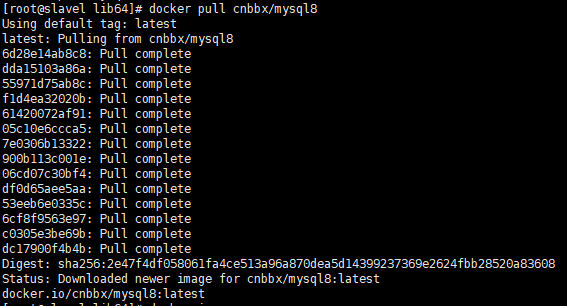 [root@slavel lib64]# docker pull cnbbx/mysql8
Using default tag: latest
latest: Pulling from cnbbx/mysql8
6d28e14ab8c8: Pull complete
dda15103a86a: Pull complete
55971d75ab8c: Pull complete
f1d4ea32020b: Pull complete
61420072af91: Pull complete
05c10e6ccca5: Pull complete
7e0306b13322: Pull complete
900b113c001e: Pull complete
06cd07c30bf4: Pull complete
df0d65aee5aa: Pull complete
53eeb6e0335c: Pull complete
6cf8f9563e97: Pull complete
c0305e3be69b: Pull complete
dc17900f4b4b: Pull complete
Digest: sha256:2e47f4df058061fa4ce513a96a870dea5d14399237369e2624fbb28520a83608
Status: Downloaded newer image for cnbbx/mysql8:latest
docker.io/cnbbx/mysql8:latest